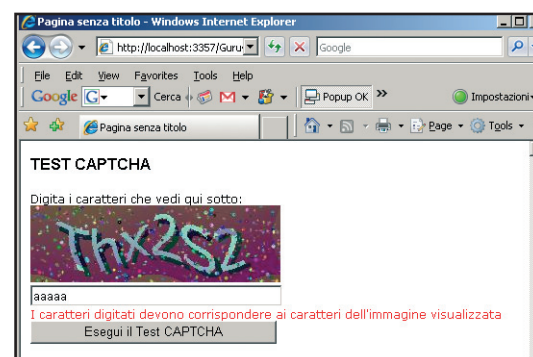 Pagina senza titolo - Windows Internet Explorer
http://localhost:3357/Guru
Google
File Edit View Favorites Tools Help
Google G Cerca Popup OK Impostazioni
Pagina senza titolo Page Tools
TEST CAPTCHA
Digita i caratteri che vedi qui sotto:
Thx2S2
aaaaa
I caratteri digitati devono corrispondere ai caratteri dell'immagine visualizzata
Esegui il Test CAPTCHA